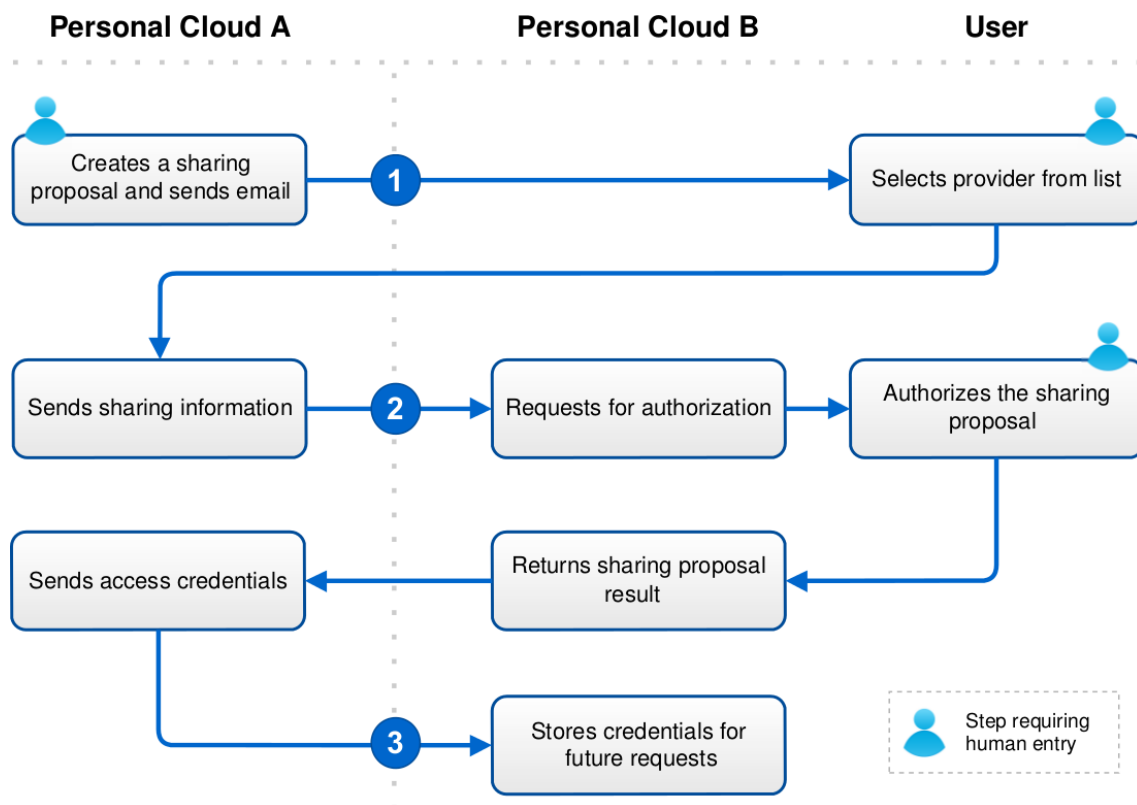 Personal Cloud A
Personal Cloud B
User
Creates a sharing
proposal and sends email
1
Selects provider from list
Sends sharing information
2
Requests for authorization
Authorizes the sharing
proposal
Sends access credentials
Returns sharing proposal
result
3
Stores credentials for
future requests
Step requiring
human entry